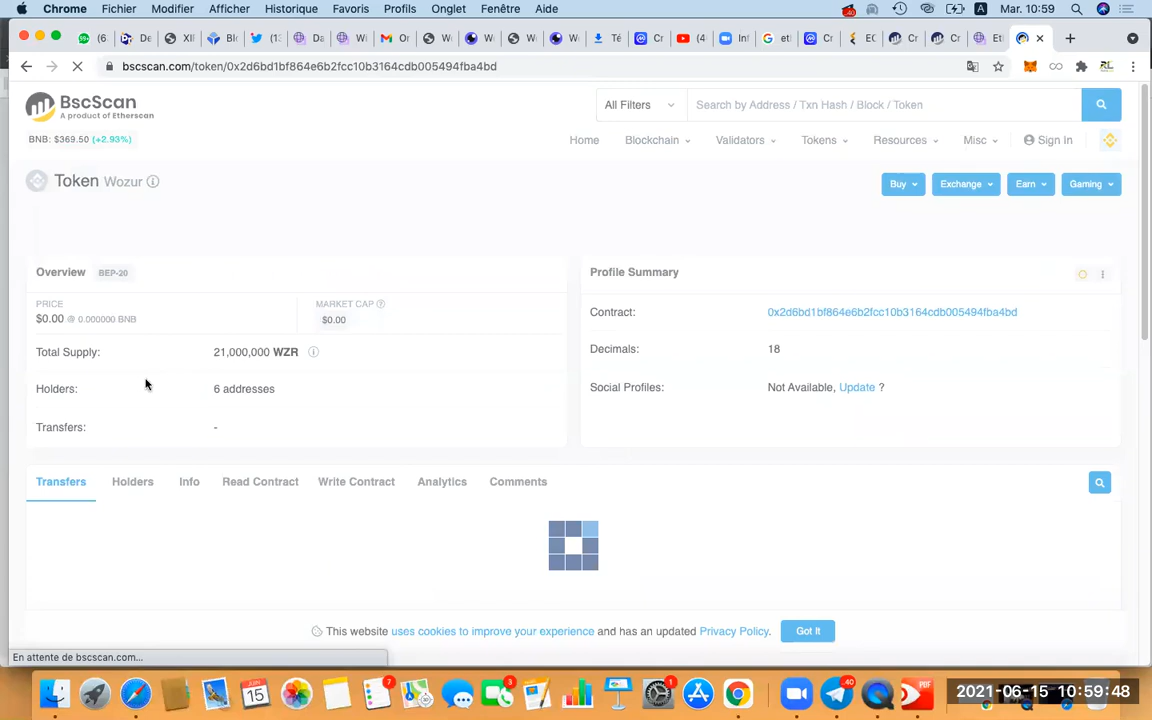 Chrome Fichier Modifier Afficher Historique Favoris Profils Onglet Fenêtre Aide Mar. 10:59
bscscan.com/token/0x2d6bd1bf864e6b2fcc10b3164cdb005494fba4bd
BscScan
A product of Etherscan
All Filters
Search by Address / Txn Hash / Block / Token
BNB: $369.50 (+2.93%)
Home Blockchain Validators Tokens Resources Misc Sign In
Token Wozur
Buy Exchange Earn Gaming
Overview BEP-20
PRICE
$0.00 @ 0.000000 BNB
MARKET CAP
$0.00
Total Supply: 21,000,000 WZR
Holders: 6 addresses
Transfers: -
Profile Summary
Contract: 0x2d6bd1bf864e6b2fcc10b3164cdb005494fba4bd
Decimals: 18
Social Profiles: Not Available, Update ?
Transfers Holders Info Read Contract Write Contract Analytics Comments
This website uses cookies to improve your experience and has an updated Privacy Policy.
Got It
En attente de bscscan.com...
2021-06-15 10:59:48